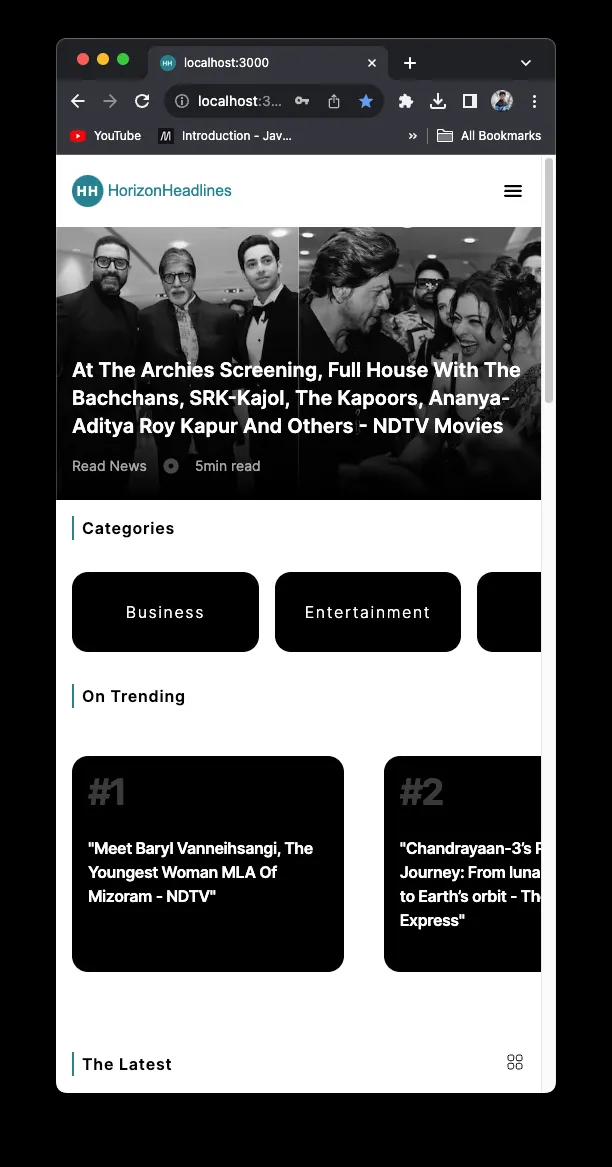 HH localhost:3000
localhost:3...
YouTube Introduction - Jav... » All Bookmarks
HH HorizonHeadlines
At The Archies Screening, Full House With The
Bachchans, SRK-Kajol, The Kapoors, Ananya-
Aditya Roy Kapur And Others - NDTV Movies
Read News 5min read
Categories
Business Entertainment
On Trending
#1
"Meet Baryl Vanneihsangi, The
Youngest Woman MLA Of
Mizoram - NDTV"
#2
"Chandrayaan-3’s
Journey: From luna
to Earth’s orbit - Th
Express"
The Latest